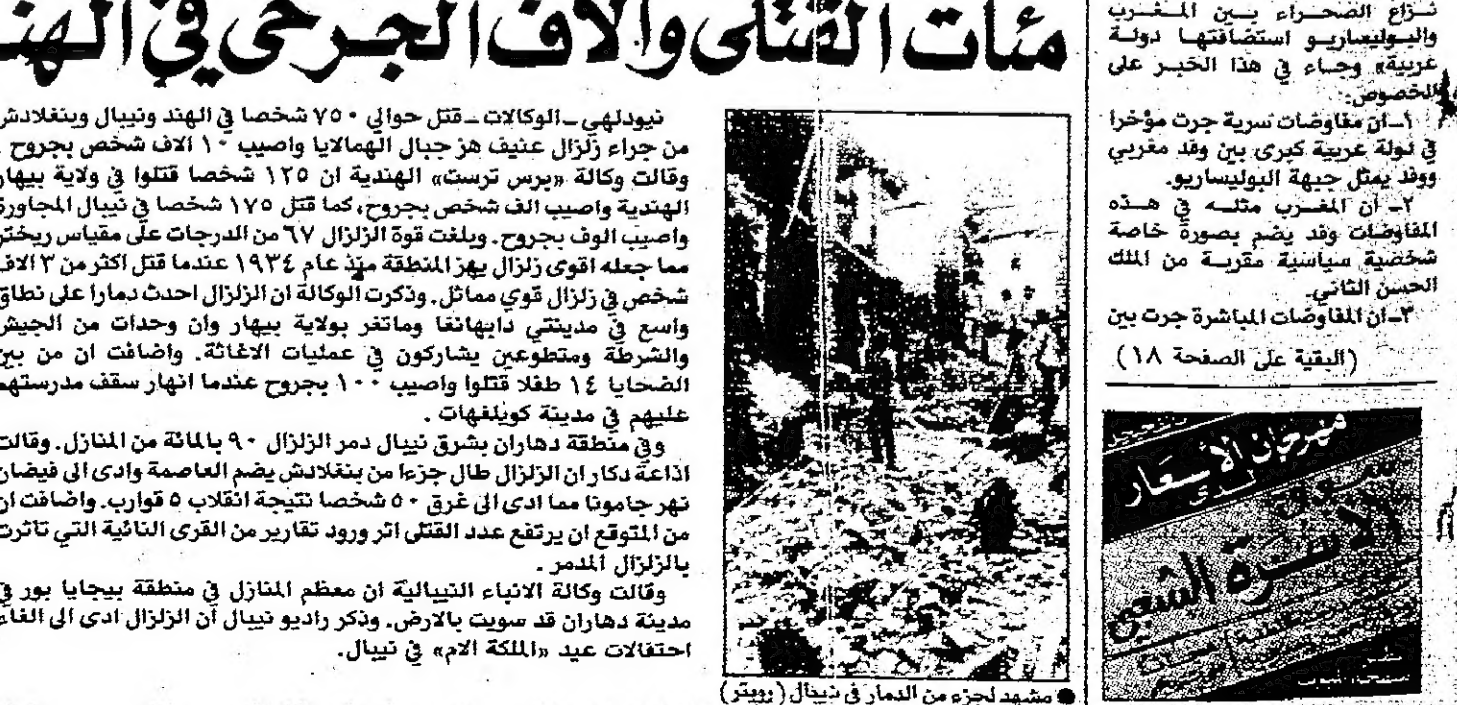 نزاع الصحراء بين المغرب
والبوليساريو استضافتها دولة
غربية» وجاء في هذا الخبر على
الخصوص:
١ـ ان مفاوضات سرية جرت مؤخرا
في دولة غربية كبرى بين وفد مغربي
ووفد يمثل جبهة البوليساريو.
٢ـ ان المغرب مثله في هذه
المفاوضات وفد يضم بصورة خاصة
شخصية سياسية مقربة من الملك
الحسن الثاني.
٣ـ ان المفاوضات المباشرة جرت بين
(البقية على الصفحة ١٨)
مهرجان الأسعار
لدى
الأسرة الشعبي
مئات القتلى وآلاف الجرحى في الهند
نيودلهي ـ الوكالات ـ قتل حوالي ٧٥٠ شخصا في الهند ونيبال وبنغلادش
من جراء زلزال عنيف هز جبال الهمالايا واصيب ١٠ الاف شخص بجروح .
وقالت وكالة «برس ترست» الهندية ان ١٢٥ شخصا قتلوا في ولاية بيهار
الهندية واصيب الف شخص بجروح، كما قتل ١٧٥ شخصا في نيبال المجاورة
واصيب الوف بجروح. وبلغت قوة الزلزال ٦٧ من الدرجات على مقياس ريختر
مما جعله اقوى زلزال يهز المنطقة منذ عام ١٩٣٤ عندما قتل اكثر من ٣ الاف
شخص في زلزال قوي مماثل. وذكرت الوكالة ان الزلزال احدث دمارا على نطاق
واسع في مدينتي دابهانغا وماتغر بولاية بيهار وان وحدات من الجيش
والشرطة ومتطوعين يشاركون في عمليات الاغاثة. واضافت ان من بين
الضحايا ١٤ طفلا قتلوا واصيب ١٠٠ بجروح عندما انهار سقف مدرستهم
عليهم في مدينة كويلفهات .
وفي منطقة دهاران بشرق نيبال دمر الزلزال ٩٠ بالمائة من المنازل. وقالت
اذاعة دكار ان الزلزال طال جزءا من بنغلادش يضم العاصمة وادى الى فيضان
نهر جامونا مما ادى الى غرق ٥٠ شخصا نتيجة انقلاب ٥ قوارب. واضافت ان
من المتوقع ان يرتفع عدد القتلى اثر ورود تقارير من القرى النائية التي تاثرت
بالزلزال المدمر .
وقالت وكالة الانباء النيبالية ان معظم المنازل في منطقة بيجايا بور في
مدينة دهاران قد سويت بالارض. وذكر راديو نيبال ان الزلزال ادى الى الغاء
احتفالات عيد «الملكة الام» في نيبال.
● مشهد لجزء من الدمار في نيبال (رويتر)